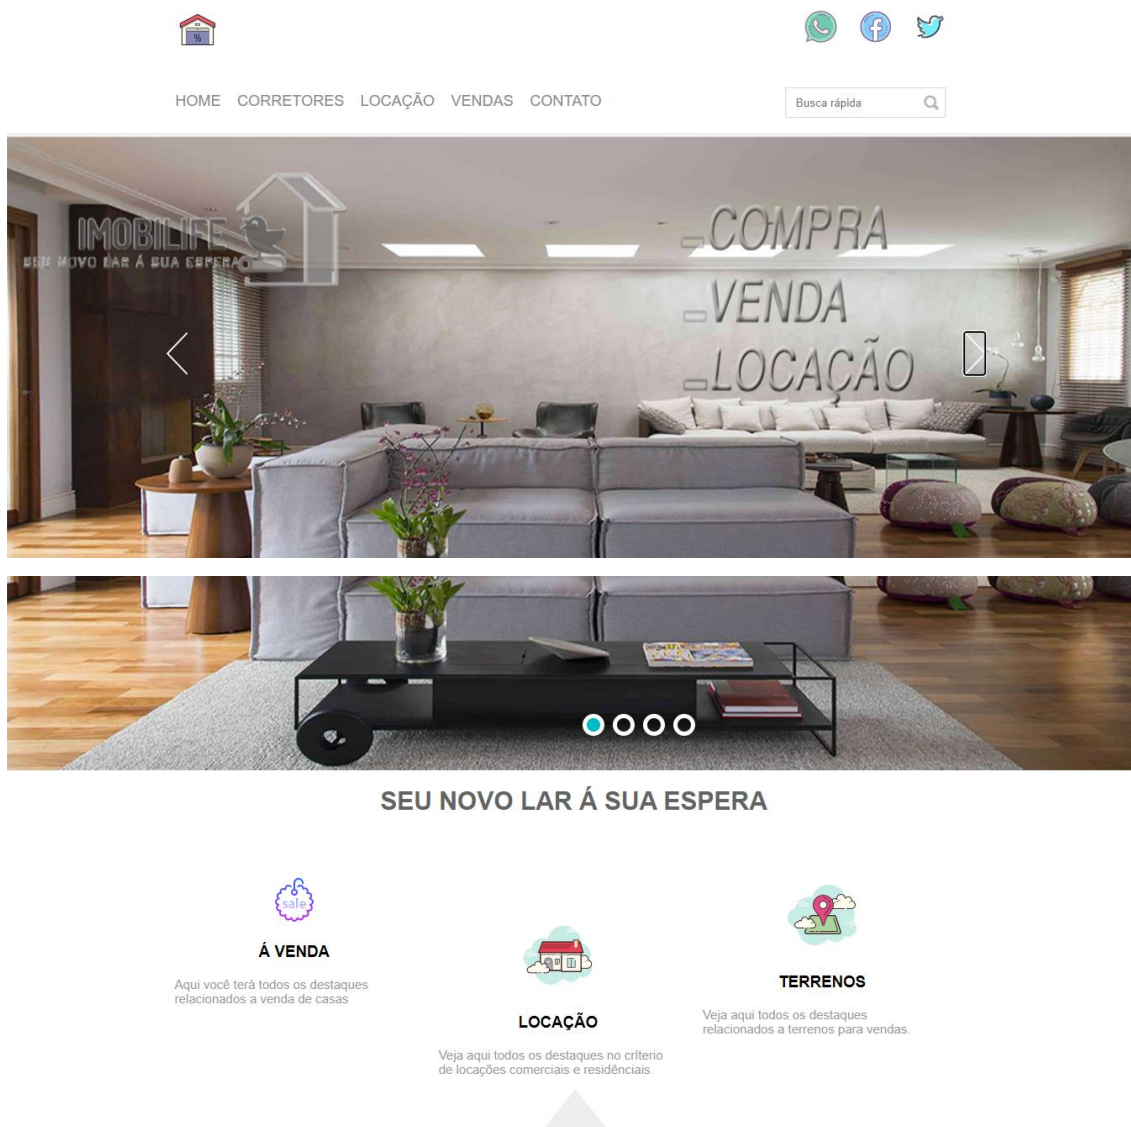 %
HOME CORRETORES LOCAÇÃO VENDAS CONTATO
Busca rápida
IMOBILIFE
SEU NOVO LAR Á SUA ESPERA
COMPRA
VENDA
LOCAÇÃO
SEU NOVO LAR Á SUA ESPERA
sale
Á VENDA
Aqui você terá todos os destaques
relacionados a venda de casas
LOCAÇÃO
Veja aqui todos os destaques no críterio
de locações comerciais e residênciais.
TERRENOS
Veja aqui todos os destaques
relacionados a terrenos para vendas.